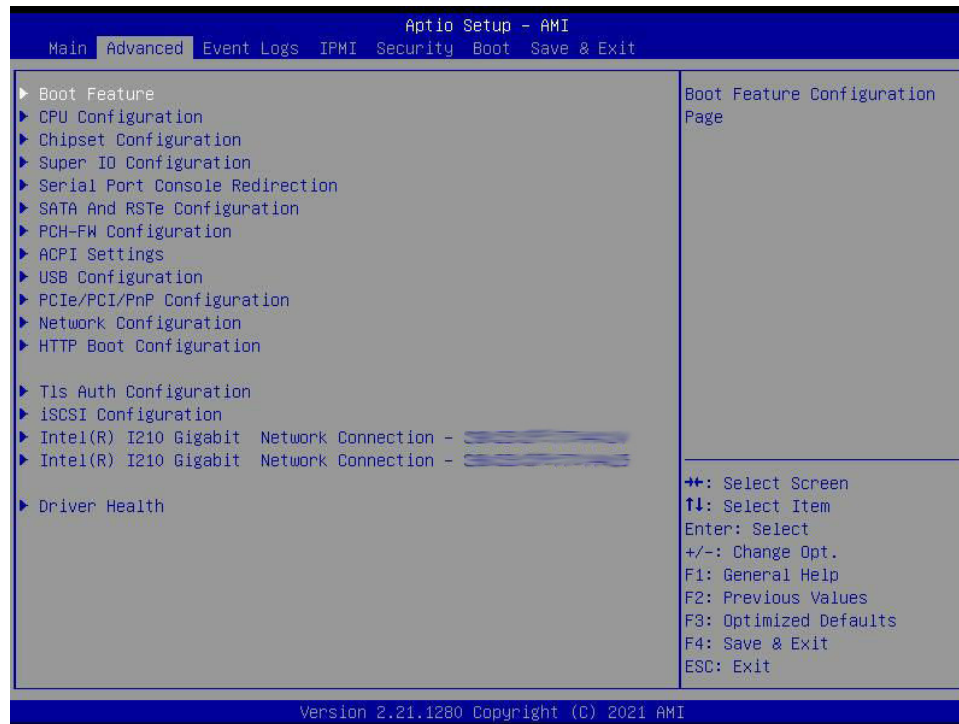 Aptio Setup – AMI
Main Advanced Event Logs IPMI Security Boot Save & Exit
▶ Boot Feature
▶ CPU Configuration
▶ Chipset Configuration
▶ Super IO Configuration
▶ Serial Port Console Redirection
▶ SATA And RSTe Configuration
▶ PCH-FW Configuration
▶ ACPI Settings
▶ USB Configuration
▶ PCIe/PCI/PnP Configuration
▶ Network Configuration
▶ HTTP Boot Configuration
▶ Tls Auth Configuration
▶ iSCSI Configuration
▶ Intel(R) I210 Gigabit  Network Connection –
▶ Intel(R) I210 Gigabit  Network Connection –
▶ Driver Health
Boot Feature Configuration
Page
→←: Select Screen
↑↓: Select Item
Enter: Select
+/-: Change Opt.
F1: General Help
F2: Previous Values
F3: Optimized Defaults
F4: Save & Exit
ESC: Exit
Version 2.21.1280 Copyright (C) 2021 AMI